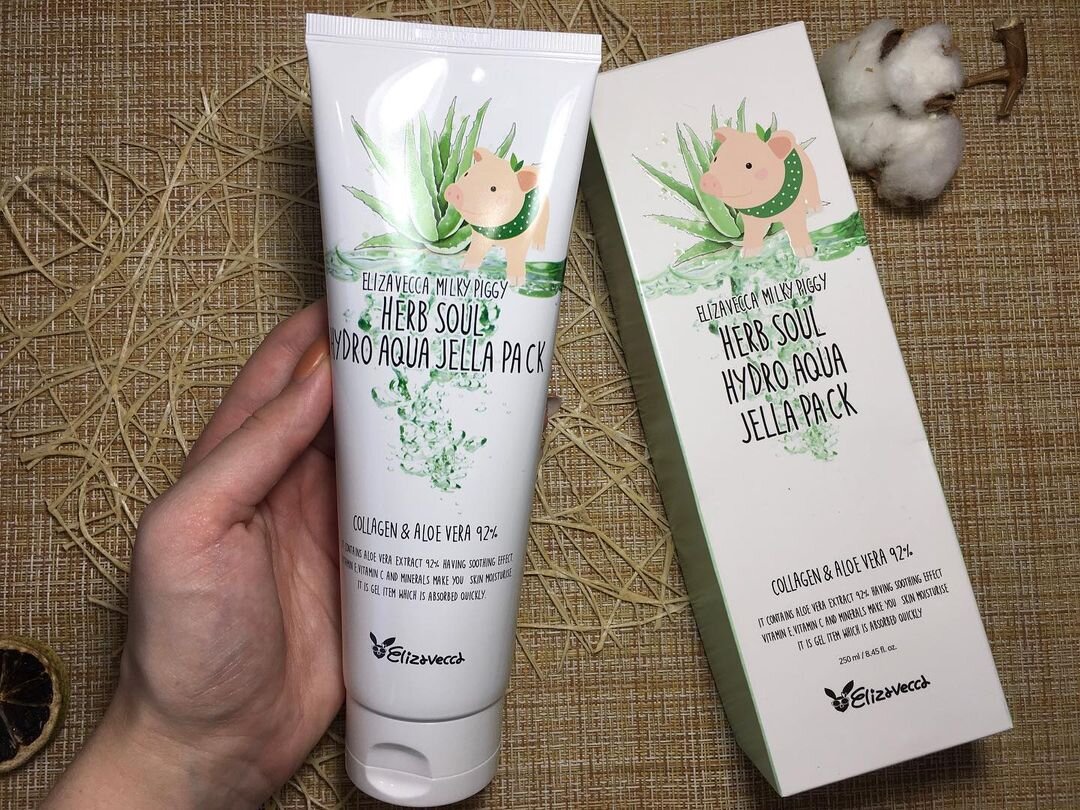 ELIZAVECCA MILKY PIGGY
HERB SOUL
HYDRO AQUA JELLA PACK
COLLAGEN & ALOE VERA 92%
IT CONTAINS ALOE VERA EXTRACT 92% HAVING SOOTHING EFFECT.
VITAMIN E,VITAMIN C AND MINERALS MAKE YOU SKIN MOISTURISE
IT IS GEL ITEM WHICH IS ABSORBED QUICKLY.
Elizavecca
ELIZAVECCA MILKY PIGGY
HERB SOUL
HYDRO AQUA
JELLA PACK
COLLAGEN & ALOE VERA 92%
IT CONTAINS ALOE VERA EXTRACT 92% HAVING SOOTHING EFFECT
VITAMIN E,VITAMIN C AND MINERALS MAKE YOU SKIN MOISTURISE
IT IS GEL ITEM WHICH IS ABSORBED QUICKLY
250 ml / 8.45 fl. oz.
Elizavecca